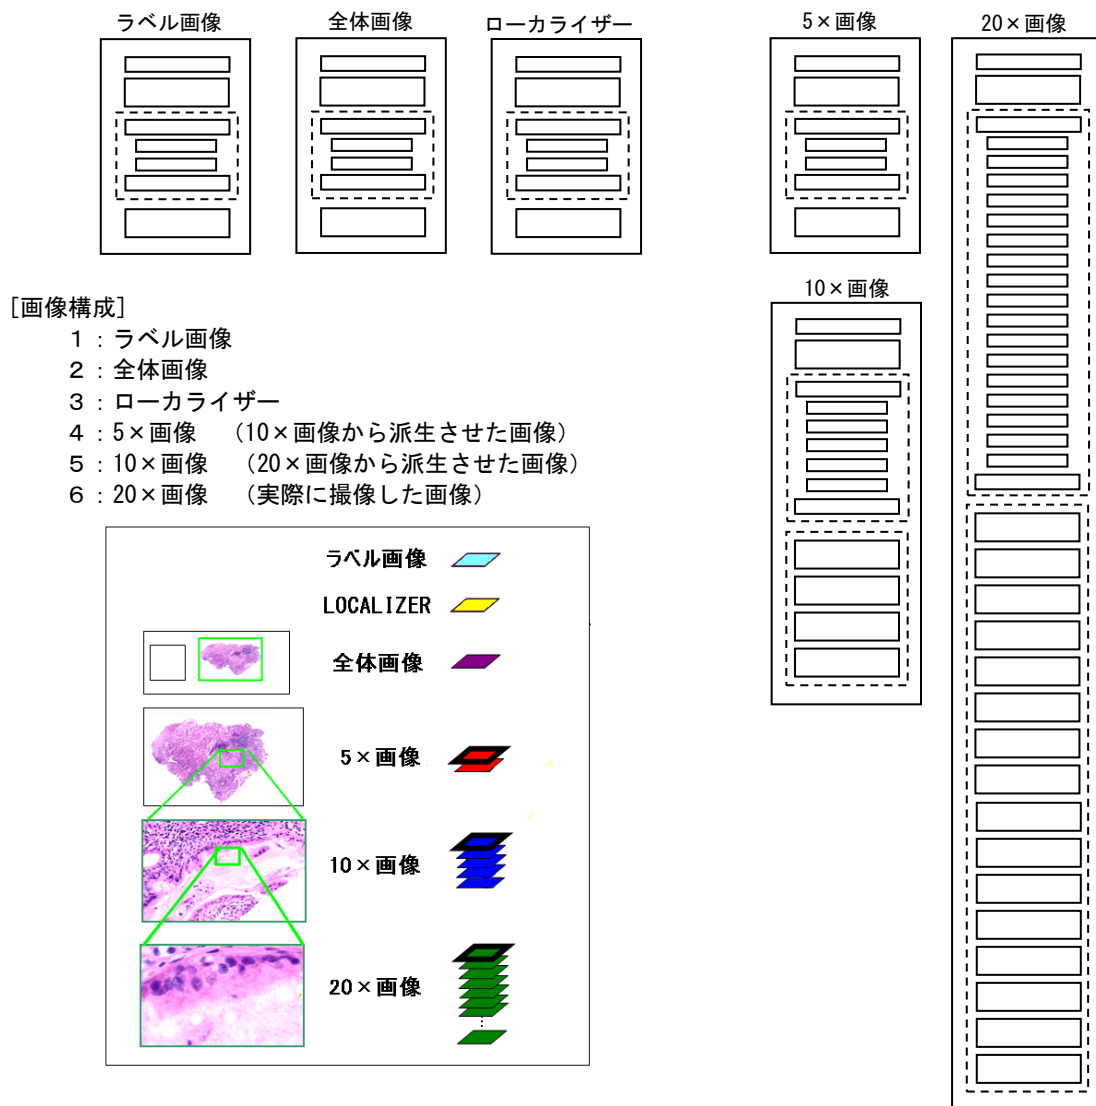 ラベル画像
全体画像
ローカライザー
5×画像
20×画像
10×画像
[画像構成]
1：ラベル画像
2：全体画像
3：ローカライザー
4：5×画像　（10×画像から派生させた画像）
5：10×画像　（20×画像から派生させた画像）
6：20×画像　（実際に撮像した画像）
ラベル画像
LOCALIZER
全体画像
5×画像
10×画像
20×画像